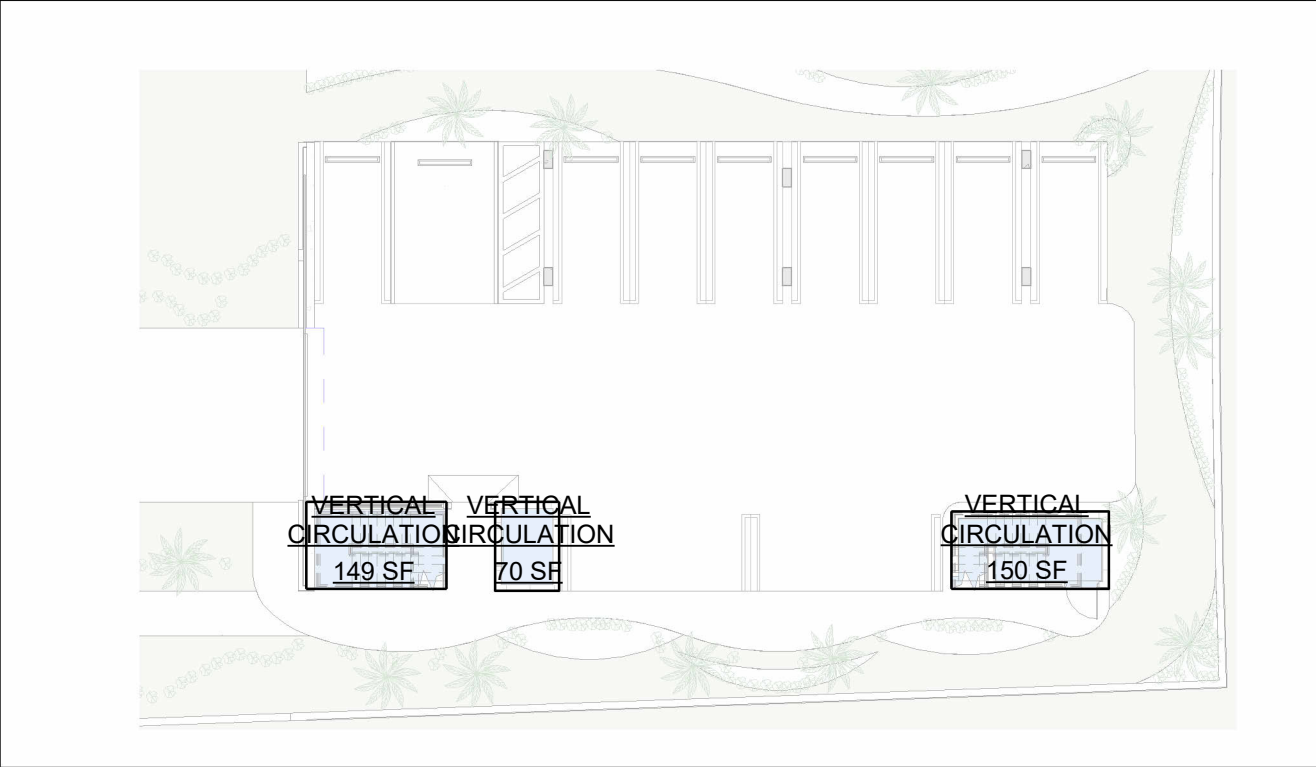 VERTICAL
CIRCULATION
149 SF
VERTICAL
CIRCULATION
70 SF
VERTICAL
CIRCULATION
150 SF